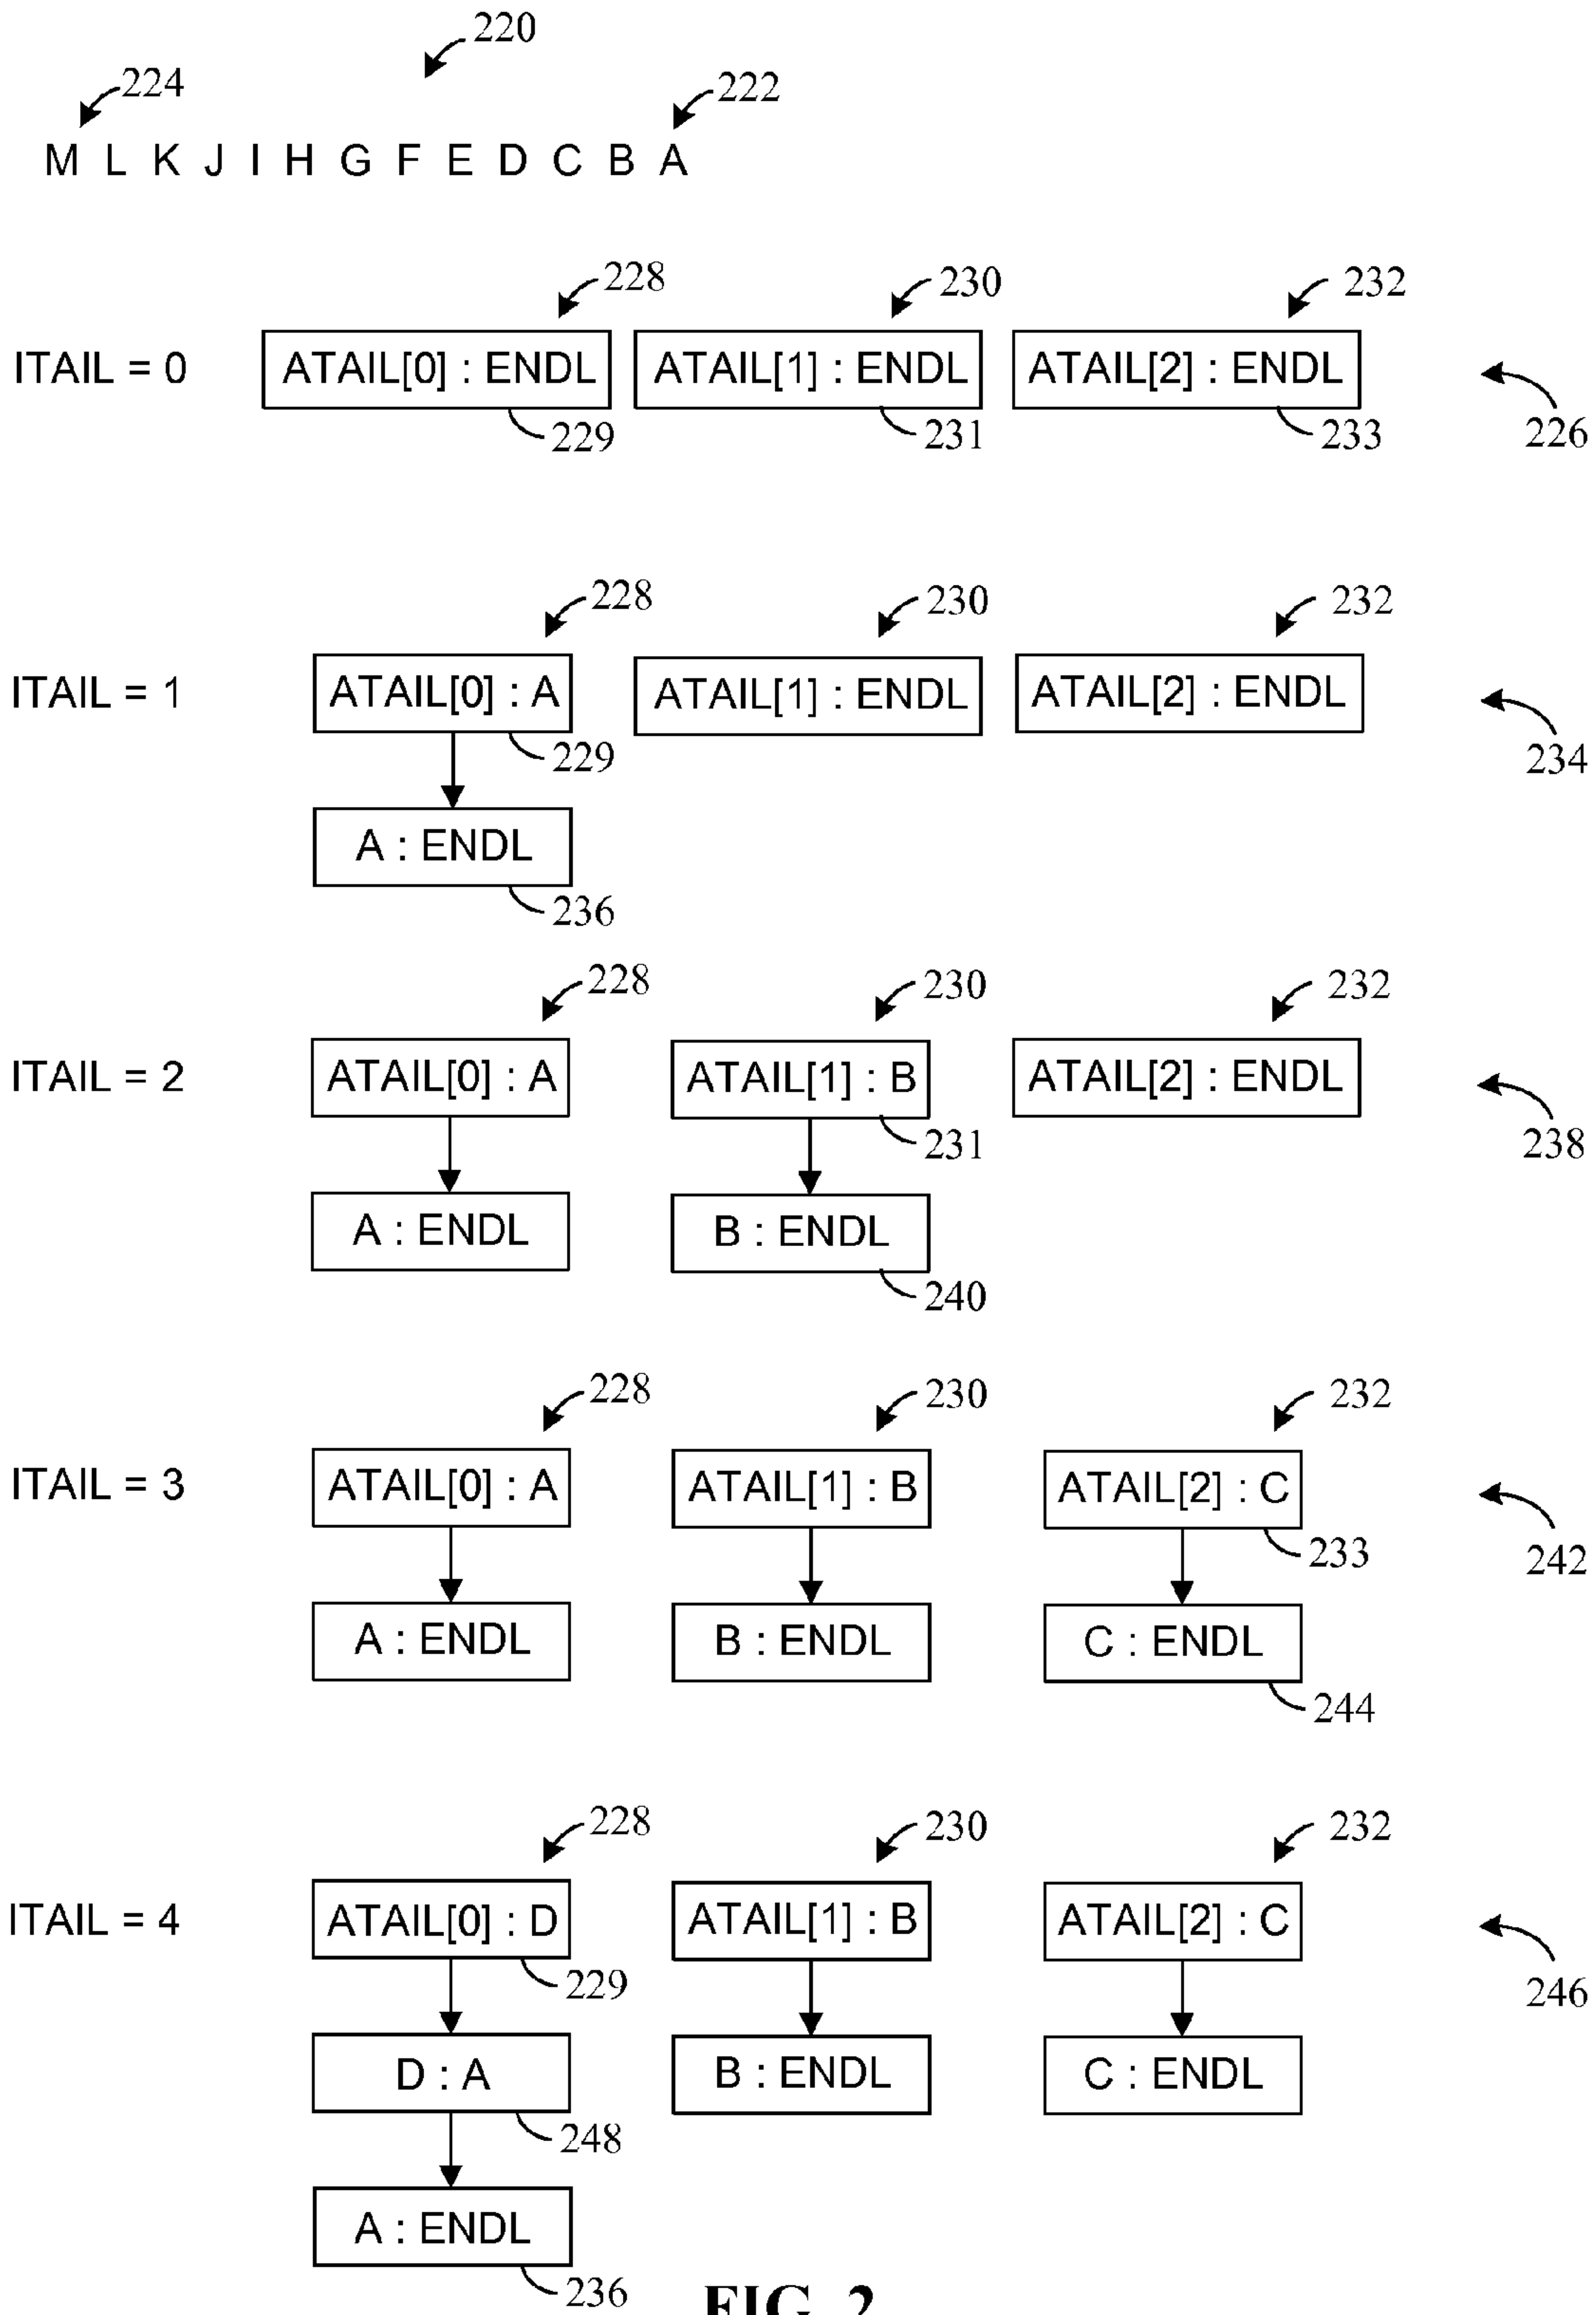 220
224
222
M L K J I H G F E D C B A
228 230 232
ITAIL = 0 ATAIL[0] : ENDL ATAIL[1] : ENDL ATAIL[2] : ENDL
229 231 233 226
228 230 232
ITAIL = 1 ATAIL[0] : A ATAIL[1] : ENDL ATAIL[2] : ENDL
229 234
A : ENDL
236
228 230 232
ITAIL = 2 ATAIL[0] : A ATAIL[1] : B ATAIL[2] : ENDL
231 238
A : ENDL B : ENDL
240
228 230 232
ITAIL = 3 ATAIL[0] : A ATAIL[1] : B ATAIL[2] : C
233 242
A : ENDL B : ENDL C : ENDL
244
228 230 232
ITAIL = 4 ATAIL[0] : D ATAIL[1] : B ATAIL[2] : C
229 246
D : A B : ENDL C : ENDL
248
A : ENDL
236
FIG. 2